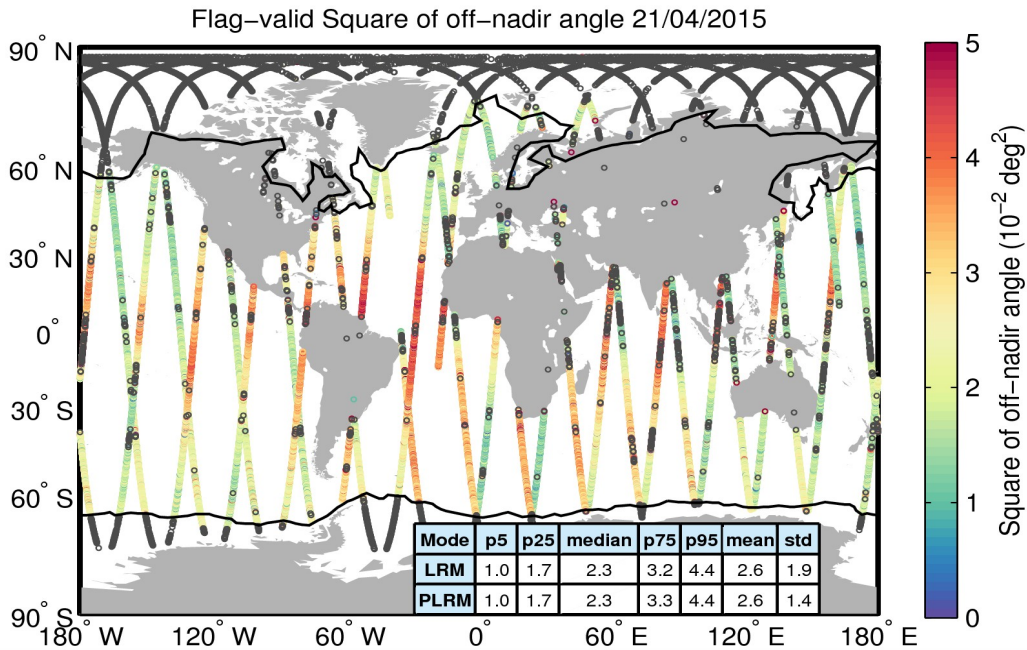 Flag−valid Square of off−nadir angle 21/04/2015
90° N
60° N
30° N
0°
30° S
60° S
90° S
180° W 120° W 60° W 0° 60° E 120° E 180° E
Mode p5 p25 median p75 p95 mean std
LRM 1.0 1.7 2.3 3.2 4.4 2.6 1.9
PLRM 1.0 1.7 2.3 3.3 4.4 2.6 1.4
5
4
3
2
1
0
Square of off−nadir angle (10⁻² deg²)